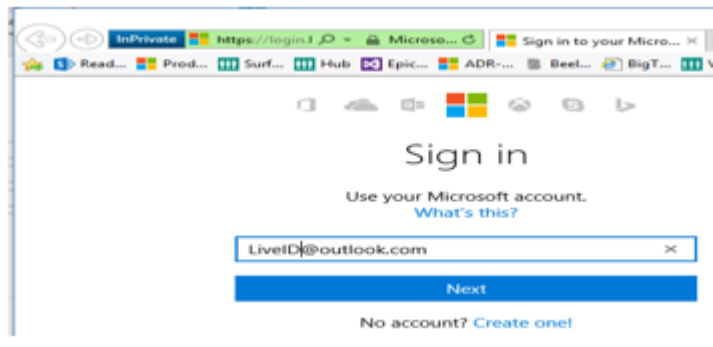 InPrivate https://login.l Microso... Sign in to your Micro...
Read... Prod... Surf... Hub Epic... ADR-... Beel... BigT...
Sign in
Use your Microsoft account.
What's this?
LiveID@outlook.com
Next
No account? Create one!